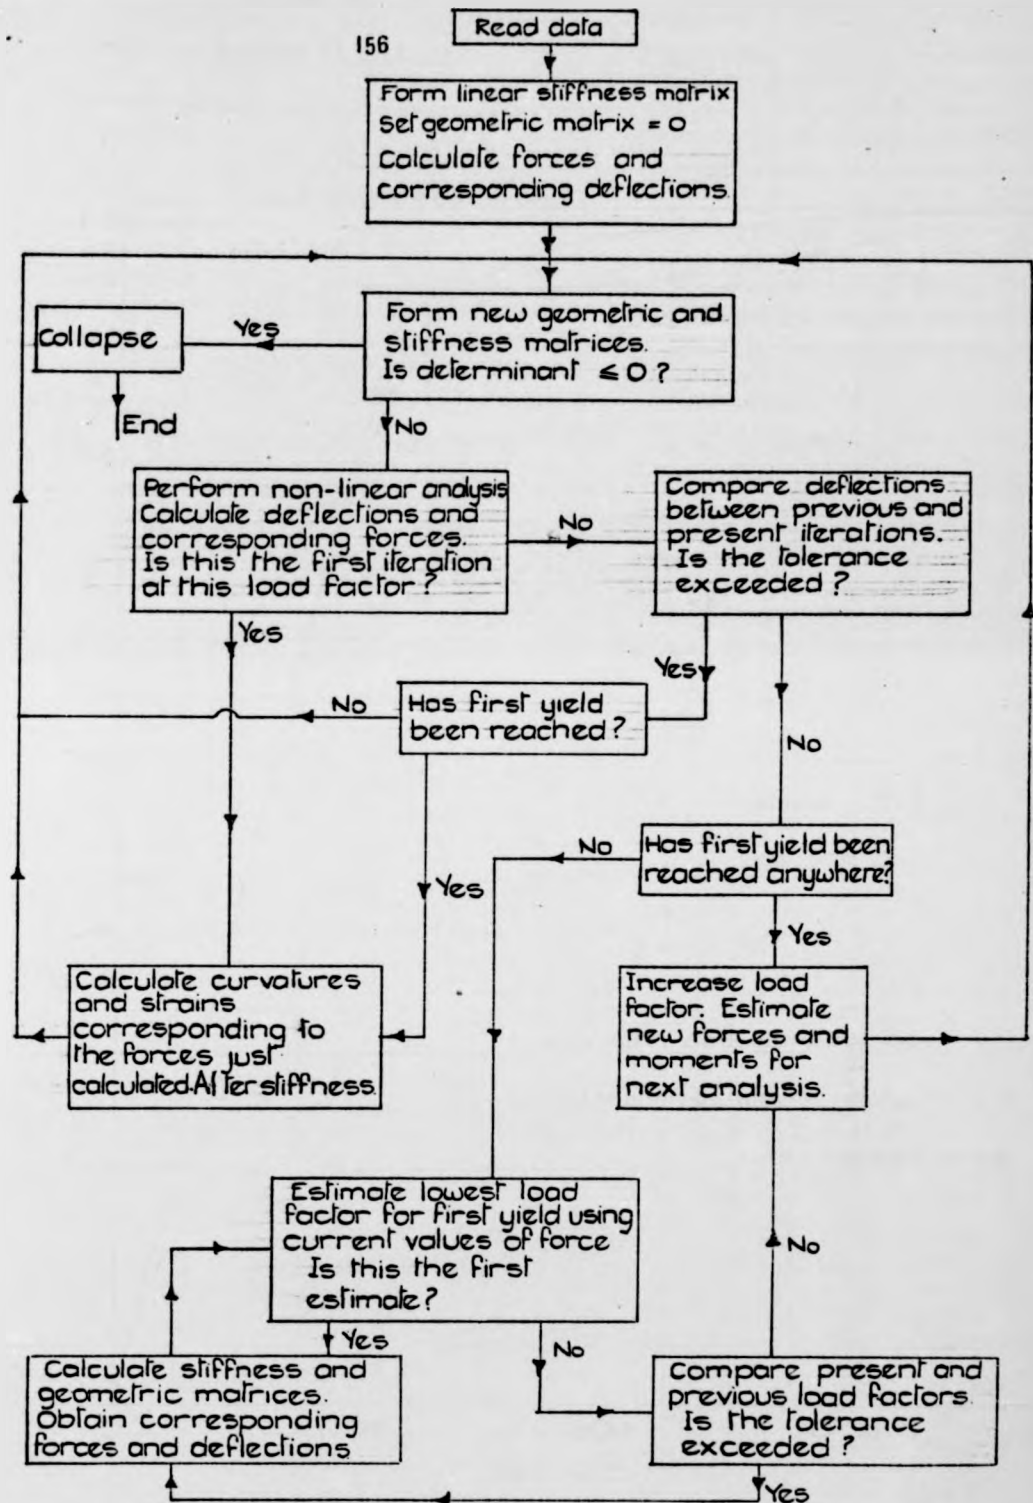 156
Read data
Form linear stiffness matrix
set geometric matrix = 0
Calculate forces and
corresponding deflections.
Form new geometric and
stiffness matrices.
Is determinant ≤ 0 ?
Yes
Collapse
End
No
Perform non-linear analysis
Calculate deflections and
corresponding forces.
Is this the first iteration
at this load factor ?
No
Compare deflections
between previous and
present iterations.
Is the tolerance
exceeded ?
Yes
Yes
No
Has first yield
been reached ?
No
No
Has first yield been
reached anywhere?
Yes
Yes
Calculate curvatures
and strains
corresponding to
the forces just
calculated. Alter stiffness.
Increase load
factor. Estimate
new forces and
moments for
next analysis.
Estimate lowest load
factor for first yield using
current values of force
Is this the first
estimate ?
No
Yes
No
Calculate stiffness and
geometric matrices.
Obtain corresponding
forces and deflections
Compare present and
previous load factors.
Is the tolerance
exceeded ?
Yes